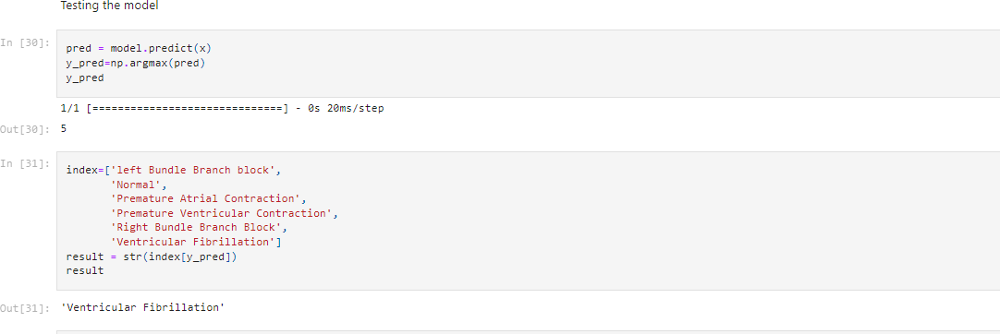 Testing the model
In [30]:
pred = model.predict(x)
y_pred=np.argmax(pred)
y_pred
1/1 [==============================] - 0s 20ms/step
Out[30]: 5
In [31]:
index=['left Bundle Branch block',
'Normal',
'Premature Atrial Contraction',
'Premature Ventricular Contraction',
'Right Bundle Branch Block',
'Ventricular Fibrillation']
result = str(index[y_pred])
result
Out[31]: 'Ventricular Fibrillation'